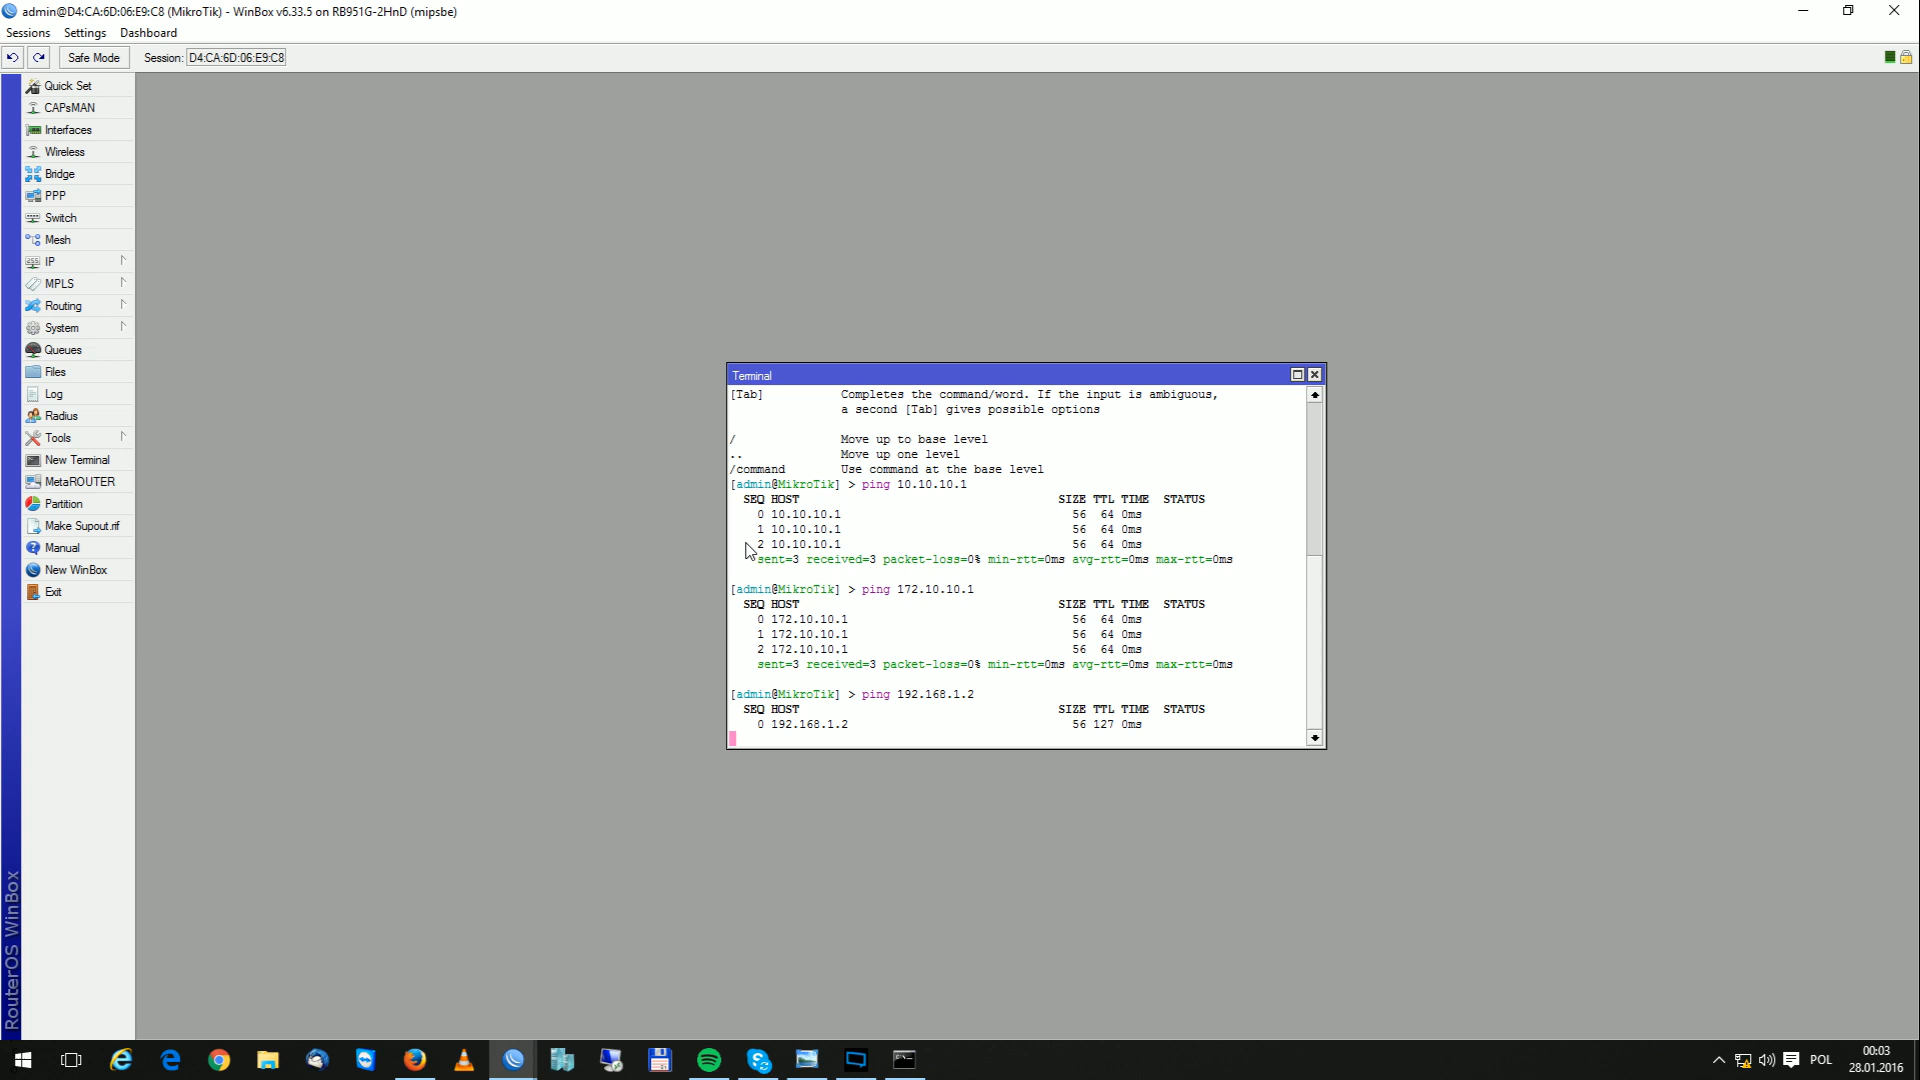 admin@D4:CA:6D:06:E9:C8 (MikroTik) - WinBox v6.33.5 on RB951G-2HnD (mipsbe)
Sessions Settings Dashboard
Safe Mode Session: D4:CA:6D:06:E9:C8
Quick Set
CAPsMAN
Interfaces
Wireless
Bridge
PPP
Switch
Mesh
IP
MPLS
Routing
System
Queues
Files
Log
Radius
Tools
New Terminal
MetaROUTER
Partition
Make Supout.rif
Manual
New WinBox
Exit
RouterOS WinBox
Terminal
[Tab] Completes the command/word. If the input is ambiguous,
a second [Tab] gives possible options
/ Move up to base level
.. Move up one level
/command Use command at the base level
[admin@MikroTik] > ping 10.10.10.1
SEQ HOST SIZE TTL TIME STATUS
0 10.10.10.1 56 64 0ms
1 10.10.10.1 56 64 0ms
2 10.10.10.1 56 64 0ms
sent=3 received=3 packet-loss=0% min-rtt=0ms avg-rtt=0ms max-rtt=0ms
[admin@MikroTik] > ping 172.10.10.1
SEQ HOST SIZE TTL TIME STATUS
0 172.10.10.1 56 64 0ms
1 172.10.10.1 56 64 0ms
2 172.10.10.1 56 64 0ms
sent=3 received=3 packet-loss=0% min-rtt=0ms avg-rtt=0ms max-rtt=0ms
[admin@MikroTik] > ping 192.168.1.2
SEQ HOST SIZE TTL TIME STATUS
0 192.168.1.2 56 127 0ms
POL
00:03
28.01.2016